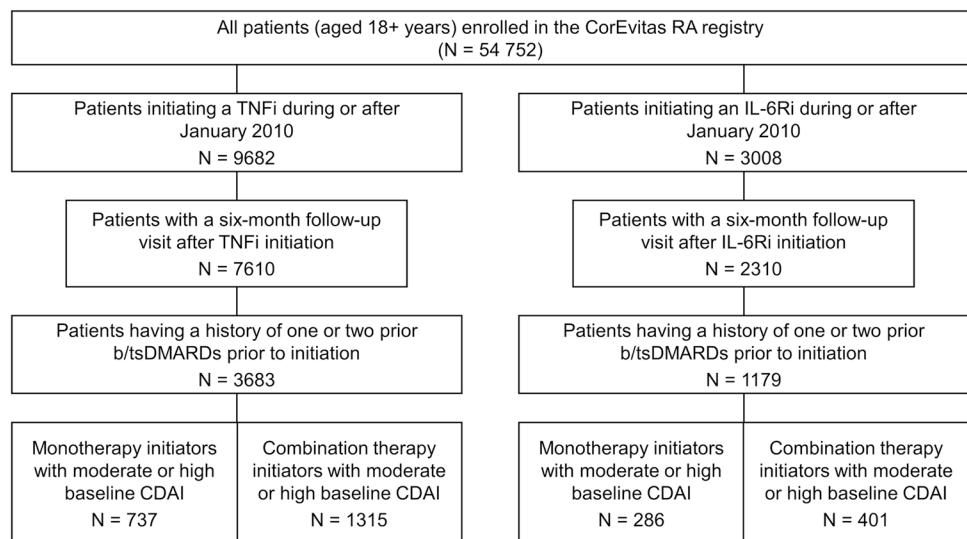 All patients (aged 18+ years) enrolled in the CorEvitas RA registry
(N = 54 752)
Patients initiating a TNFi during or after
January 2010
N = 9682
Patients initiating an IL-6Ri during or after
January 2010
N = 3008
Patients with a six-month follow-up
visit after TNFi initiation
N = 7610
Patients with a six-month follow-up
visit after IL-6Ri initiation
N = 2310
Patients having a history of one or two prior
b/tsDMARDs prior to initiation
N = 3683
Patients having a history of one or two prior
b/tsDMARDs prior to initiation
N = 1179
Monotherapy initiators
with moderate or high
baseline CDAI
N = 737
Combination therapy
initiators with moderate
or high baseline CDAI
N = 1315
Monotherapy initiators
with moderate or high
baseline CDAI
N = 286
Combination therapy
initiators with moderate
or high baseline CDAI
N = 401